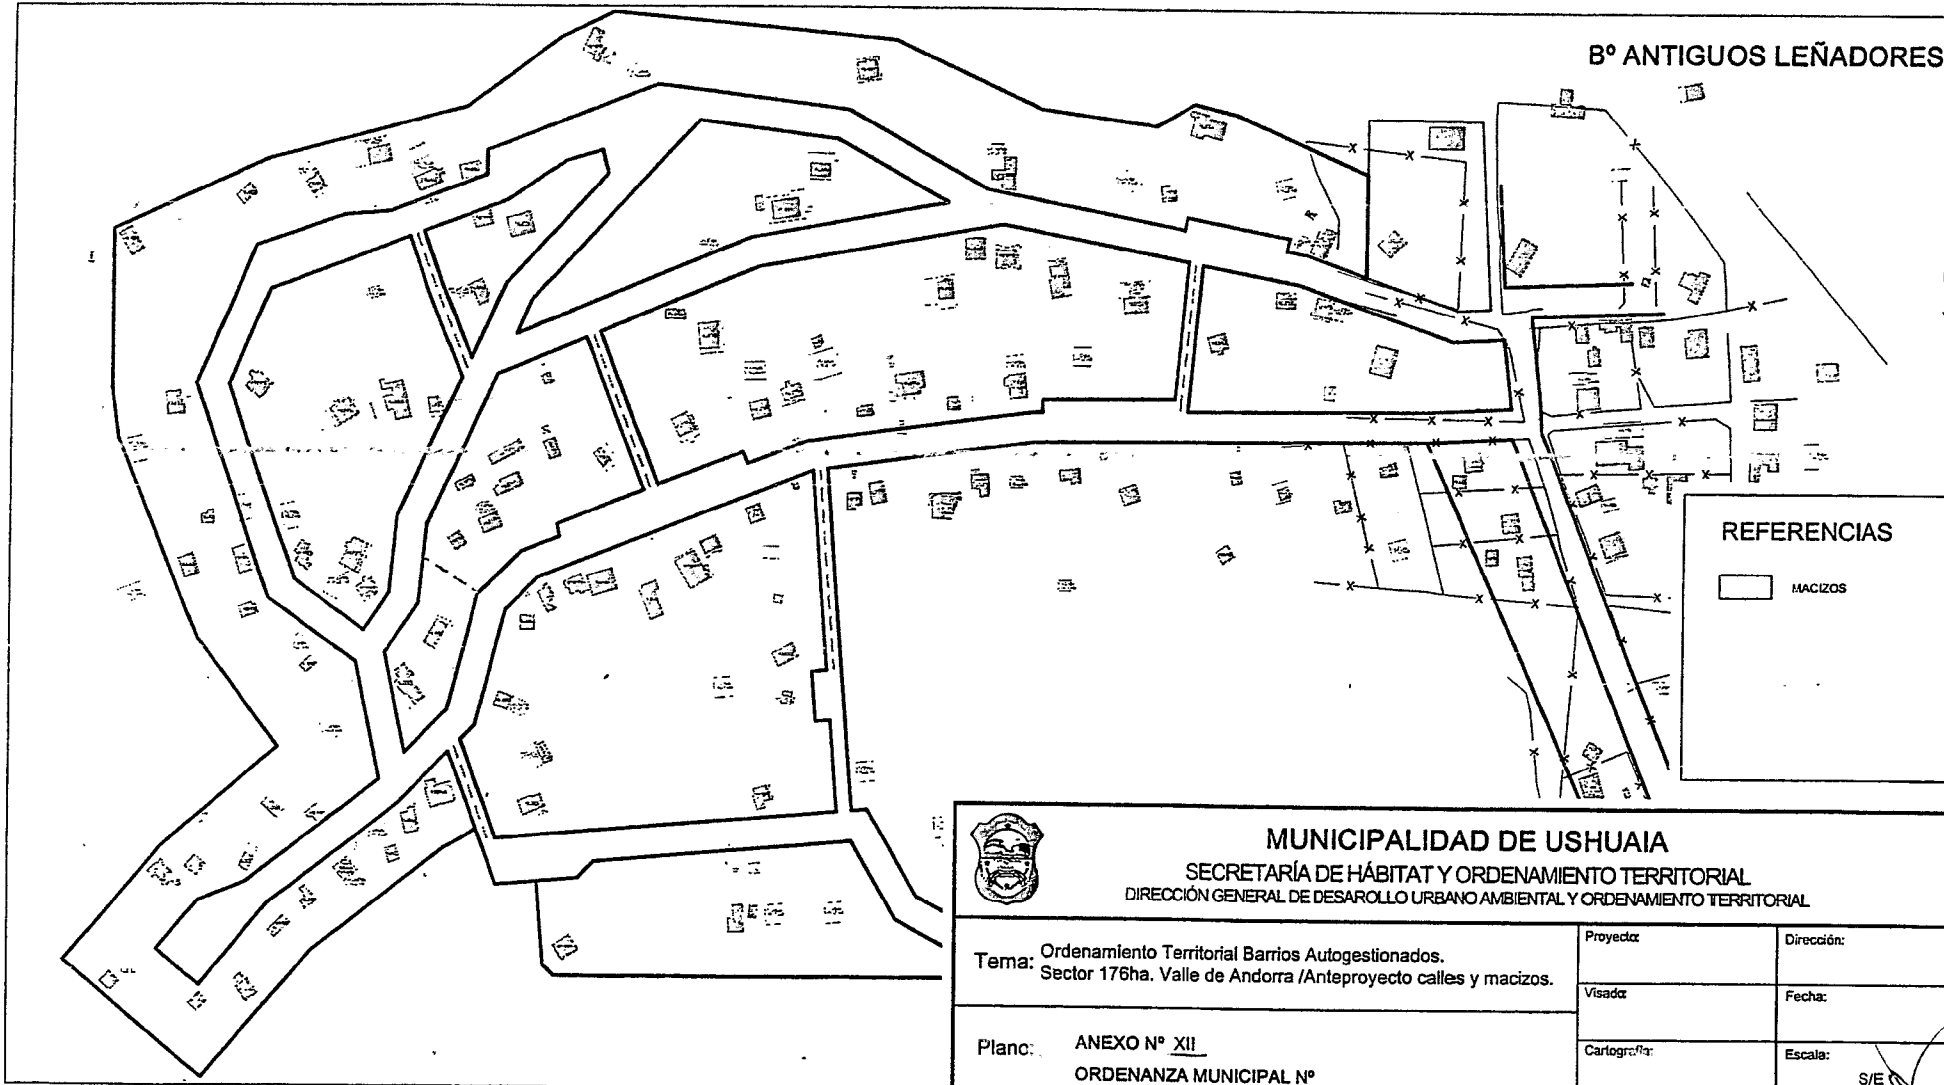 Bº ANTIGUOS LEÑADORES
REFERENCIAS
MACIZOS
MUNICIPALIDAD DE USHUAIA
SECRETARÍA DE HÁBITAT Y ORDENAMIENTO TERRITORIAL
DIRECCIÓN GENERAL DE DESAROLLO URBANO AMBIENTAL Y ORDENAMIENTO TERRITORIAL
Tema: Ordenamiento Territorial Barrios Autogestionados.
Sector 176ha. Valle de Andorra /Anteproyecto calles y macizos.
Proyecto:
Dirección:
Visado:
Fecha:
Plano: ANEXO Nº XII
ORDENANZA MUNICIPAL Nº
Cartografía:
Escala:
S/E